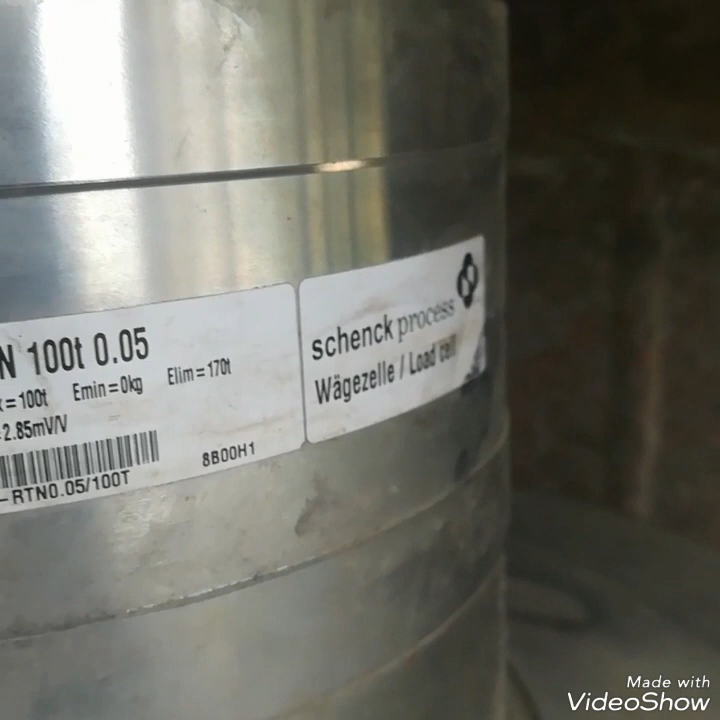 N 100t 0.05
x=100t Emin=0kg Elim=170t
=2.85mV/V
-RTN0.05/100T
8B00H1
schenck process
Wägezelle / Load cell
Made with
VideoShow